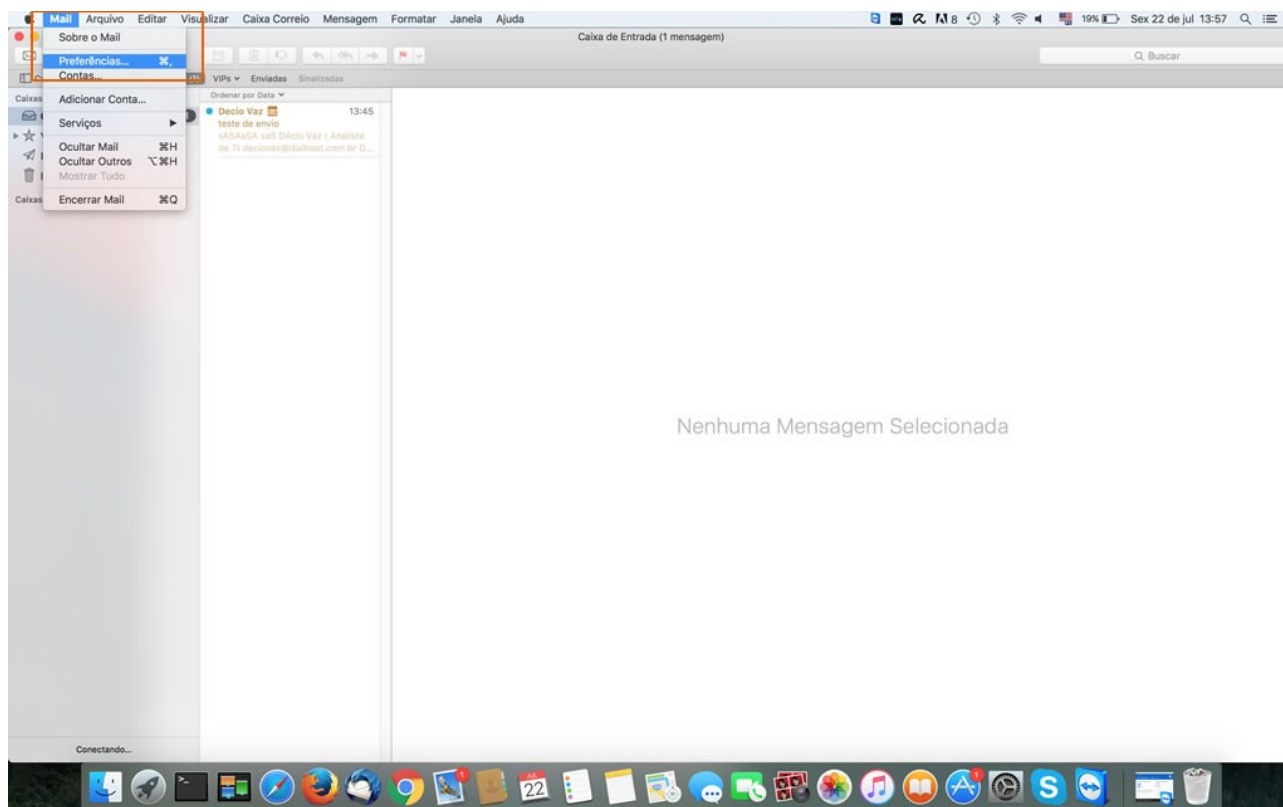 Mail Arquivo Editar Visualizar Caixa Correio Mensagem Formatar Janela Ajuda
8 19% Sex 22 de jul 13:57
Caixa de Entrada (1 mensagem)
Buscar
VIPs Enviadas Sinalizadas
Sobre o Mail
Preferências... ⌘,
Contas...
Adicionar Conta...
Serviços
Ocultar Mail ⌘H
Ocultar Outros ⌥⌘H
Mostrar Tudo
Encerrar Mail ⌘Q
Caixas
Caixas
Ordenar por Data
Decio Vaz 13:45
teste de envio
sASAsSA saS Décio Vaz | Analista
de TI deciovaz@dialhost.com.br D...
Nenhuma Mensagem Selecionada
Conectando...
JUL
22